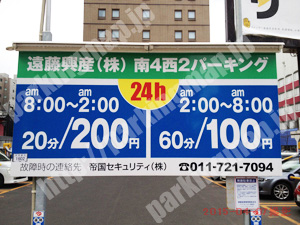 遠藤興産(株) 南4西2パーキング
24h
am am
8:00～2:00
20分/200円
am am
2:00～8:00
60分/100円
故障時の連絡先 帝国セキュリティ(株) ☎011-721-7094